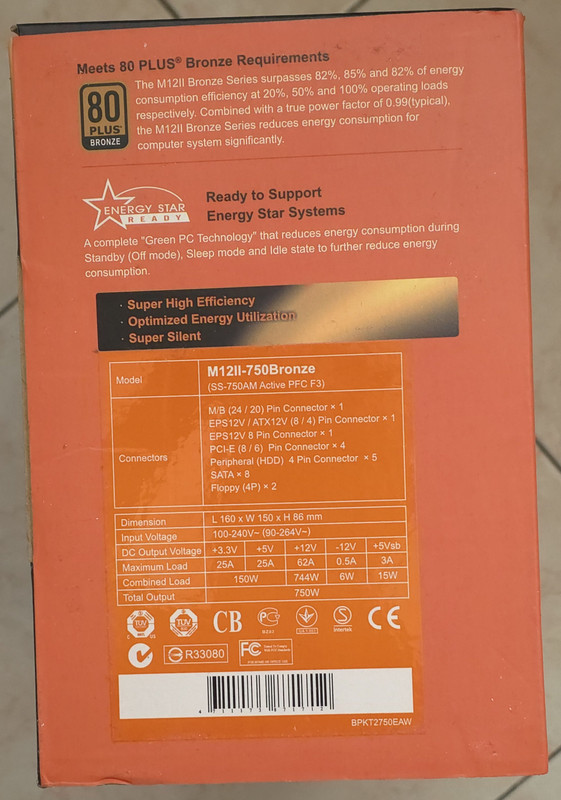 Meets 80 PLUS® Bronze Requirements
80
PLUS®
BRONZE
The M12II Bronze Series surpasses 82%, 85% and 82% of energy
consumption efficiency at 20%, 50% and 100% operating loads
respectively. Combined with a true power factor of 0.99(typical),
the M12II Bronze Series reduces energy consumption for
computer system significantly.
ENERGY STAR
READY
Ready to Support
Energy Star Systems
A complete "Green PC Technology" that reduces energy consumption during
Standby (Off mode), Sleep mode and Idle state to further reduce energy
consumption.
· Super High Efficiency
· Optimized Energy Utilization
· Super Silent
Model M12II-750Bronze
(SS-750AM Active PFC F3)
Connectors
M/B (24 / 20) Pin Connector × 1
EPS12V / ATX12V (8 / 4) Pin Connector × 1
EPS12V 8 Pin Connector × 1
PCI-E (8 / 6) Pin Connector × 4
Peripheral (HDD) 4 Pin Connector × 5
SATA × 8
Floppy (4P) × 2
Dimension L 160 x W 150 x H 86 mm
Input Voltage 100-240V~ (90-264V~)
DC Output Voltage +3.3V +5V +12V -12V +5Vsb
Maximum Load 25A 25A 62A 0.5A 3A
Combined Load 150W 744W 6W 15W
Total Output 750W
TUV TUV CB PC S CE
C US Intertek
R33080 FC
BPKT2750EAW